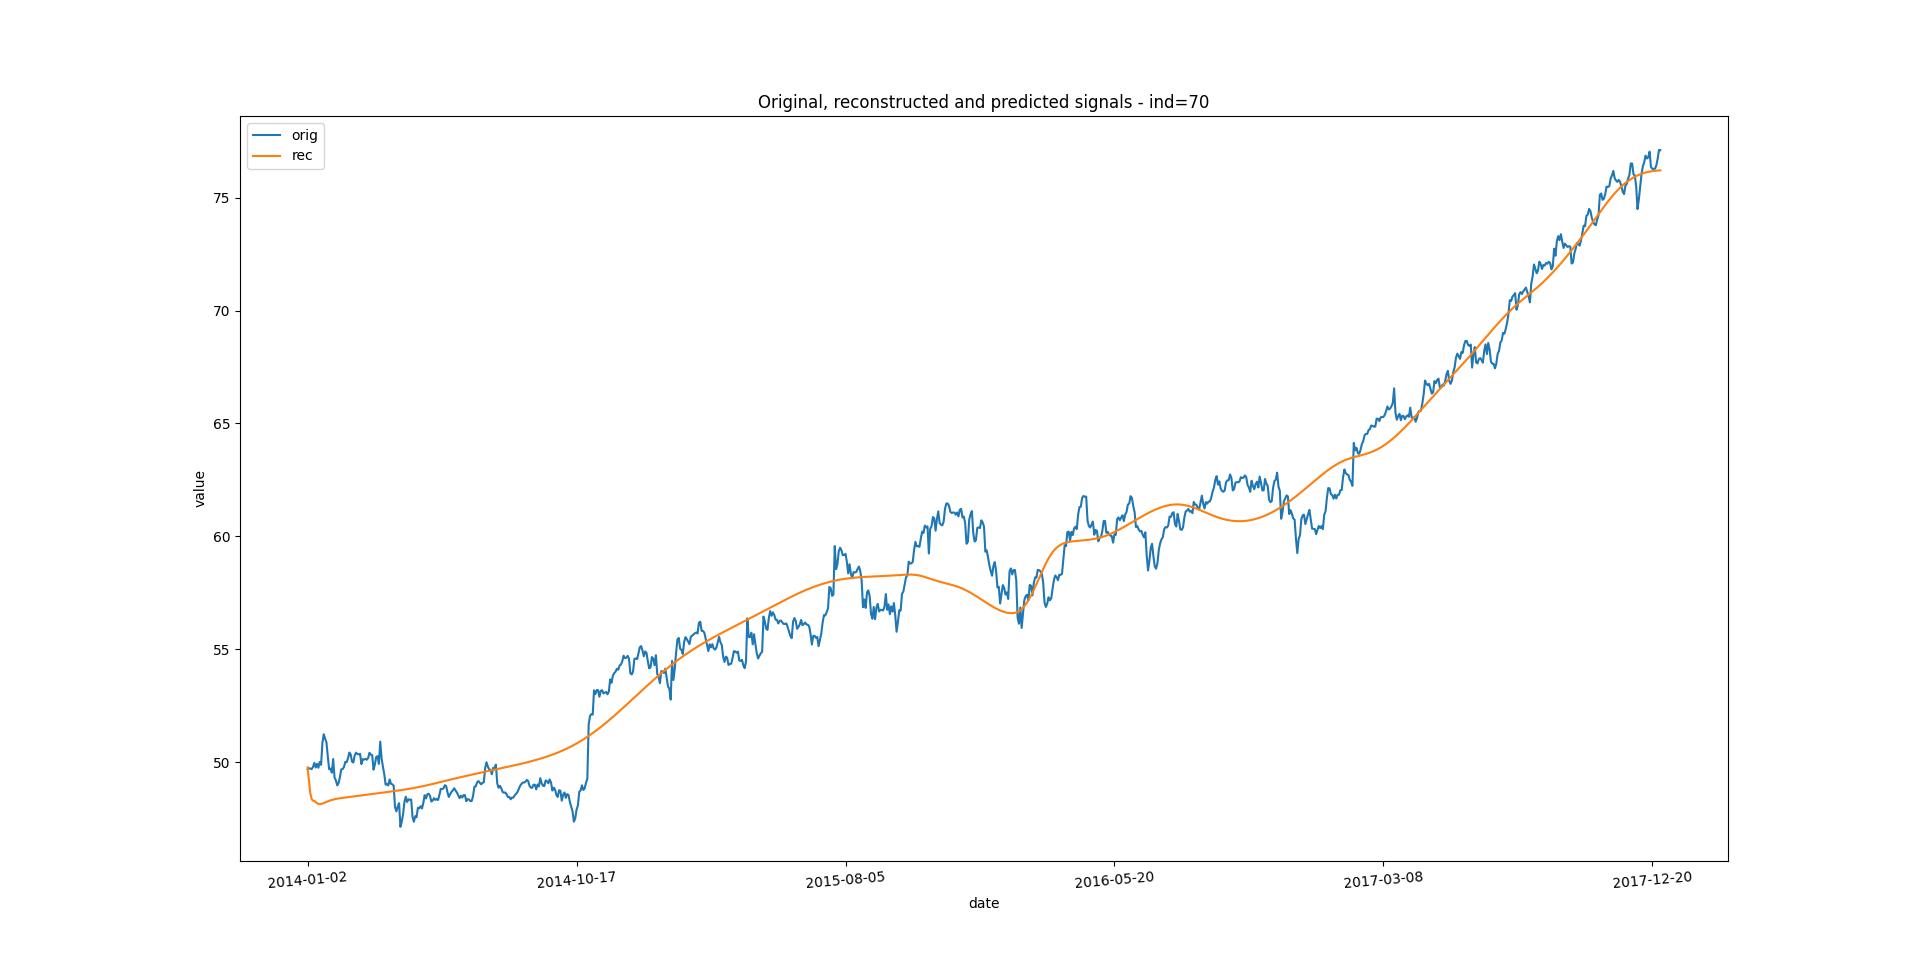 Original, reconstructed and predicted signals - ind=70
orig
rec
75
70
65
60
55
50
value
2014-01-02
2014-10-17
2015-08-05
2016-05-20
2017-03-08
2017-12-20
date